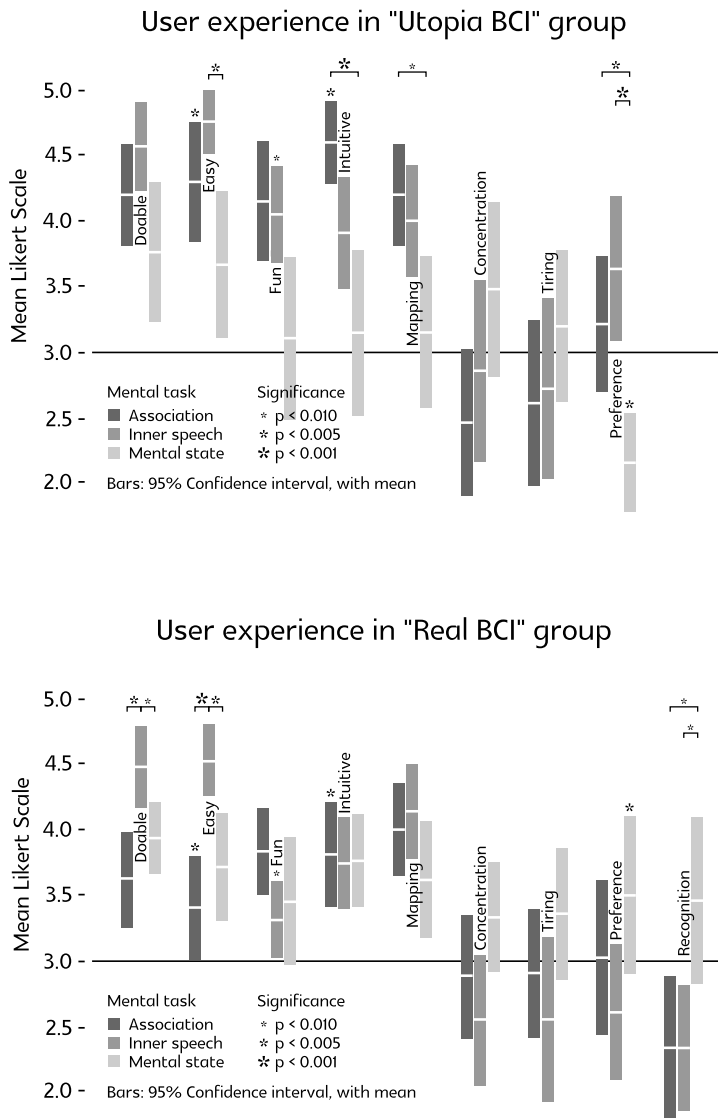 User experience in "Utopia BCI" group
Mean Likert Scale
5.0
4.5
4.0
3.5
3.0
2.5
2.0
Doable
Easy
Fun
Intuitive
Mapping
Concentration
Tiring
Preference
Mental task
Association
Inner speech
Mental state
Significance
* p < 0.010
* p < 0.005
* p < 0.001
Bars: 95% Confidence interval, with mean
User experience in "Real BCI" group
Mean Likert Scale
5.0
4.5
4.0
3.5
3.0
2.5
2.0
Doable
Easy
Fun
Intuitive
Mapping
Concentration
Tiring
Preference
Recognition
Mental task
Association
Inner speech
Mental state
Significance
* p < 0.010
* p < 0.005
* p < 0.001
Bars: 95% Confidence interval, with mean